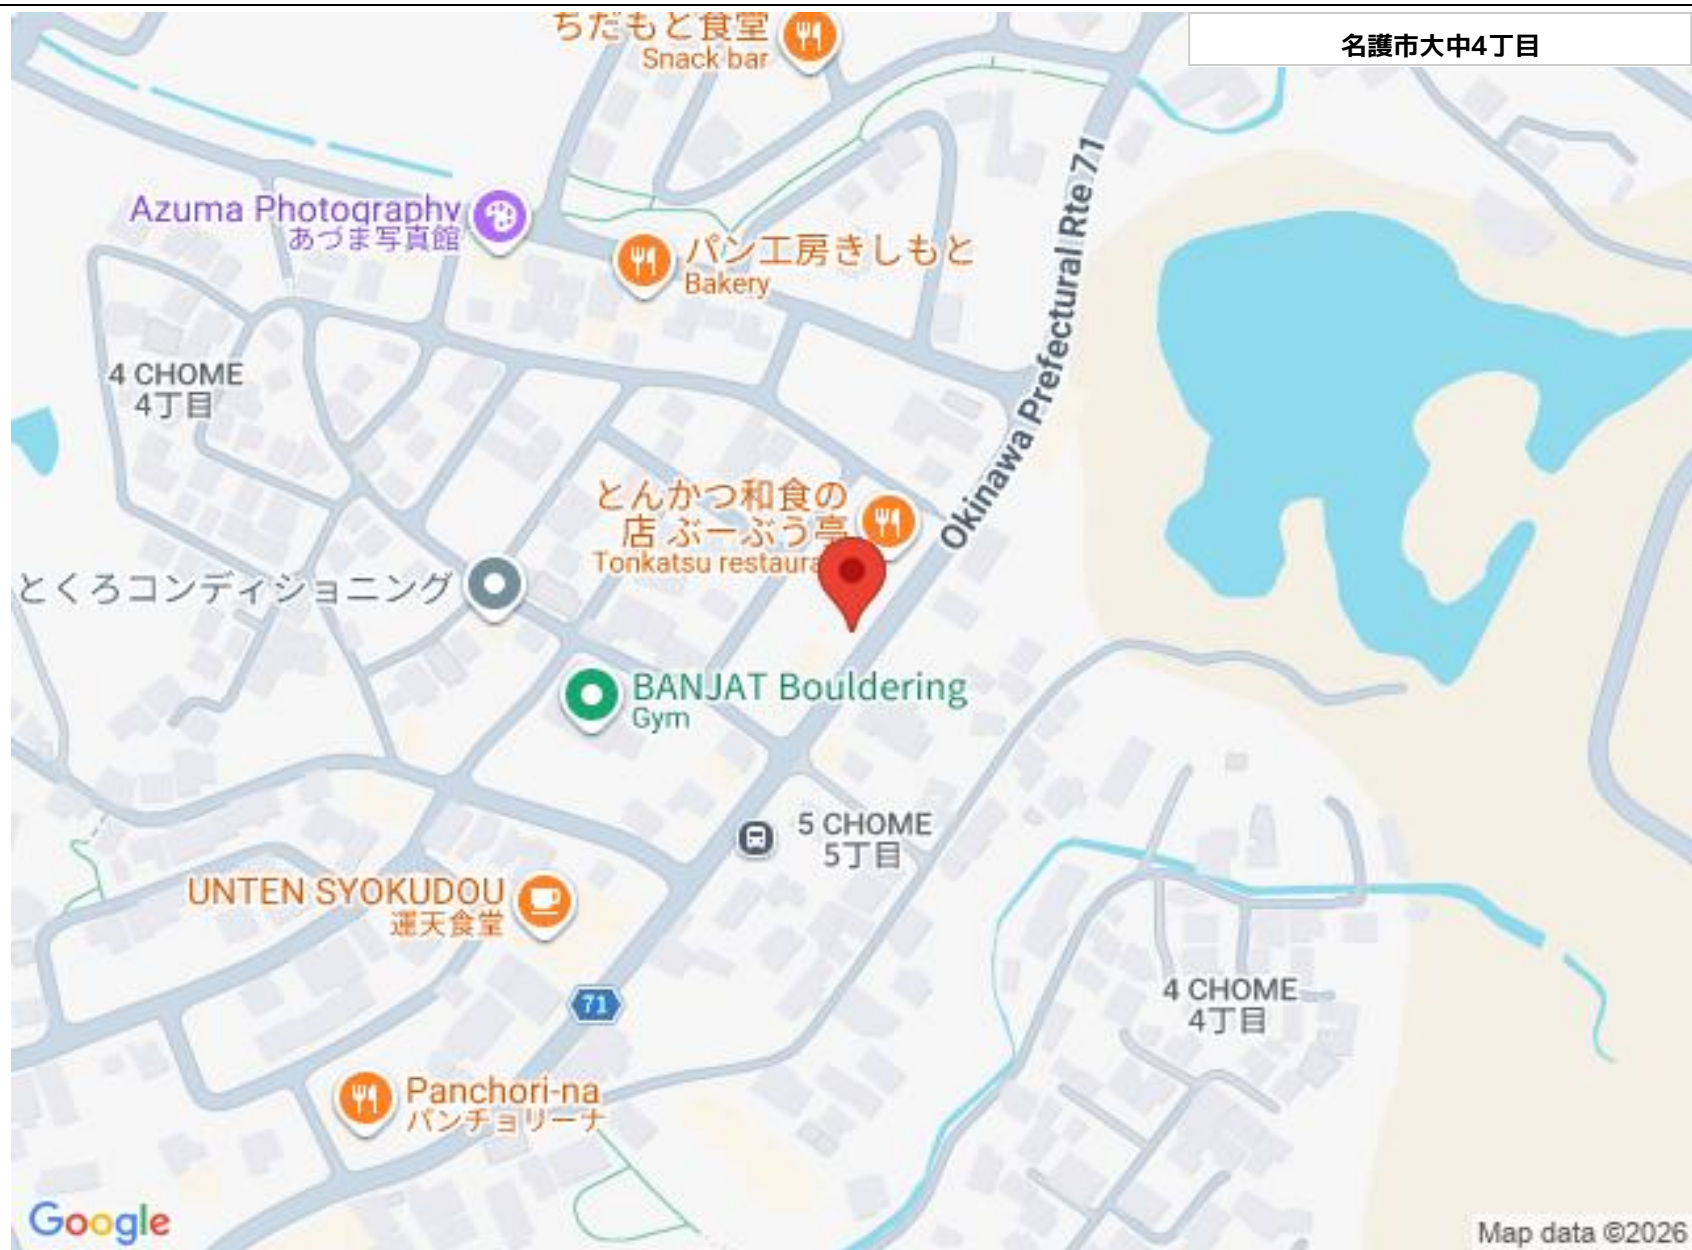 ちだもと食堂
Snack bar
名護市大中4丁目
Okinawa Prefectural Rte 71
Azuma Photography
あづま写真館
パン工房きしもと
Bakery
4 CHOME
4丁目
とんかつ和食の
店 ぶーぶう亭
Tonkatsu restaura
とくろコンディショニング
BANJAT Bouldering
Gym
5 CHOME
5丁目
UNTEN SYOKUDOU
運天食堂
71
4 CHOME
4丁目
Panchori-na
パンチョリーナ
Google
Map data ©2026